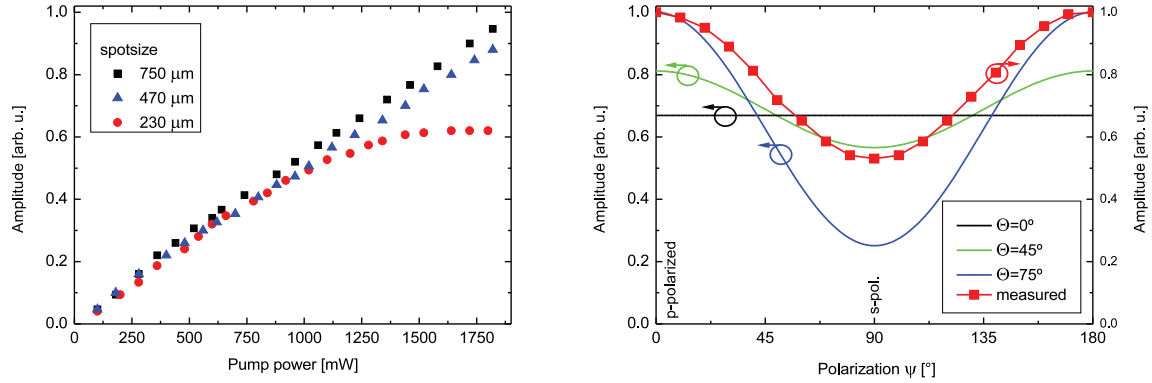 Amplitude [arb. u.]
1.0
0.8
0.6
0.4
0.2
0.0
spotsize
750 μm
470 μm
230 μm
0 250 500 750 1000 1250 1500 1750
Pump power [mW]
Amplitude [arb. u.]
1.0
0.8
0.6
0.4
0.2
0.0
p-polarized
s-pol.
Θ=0º
Θ=45º
Θ=75º
measured
1.0
0.8
0.6
0.4
0.2
0.0
Amplitude [arb. u.]
0 45 90 135 180
Polarization ψ [°]